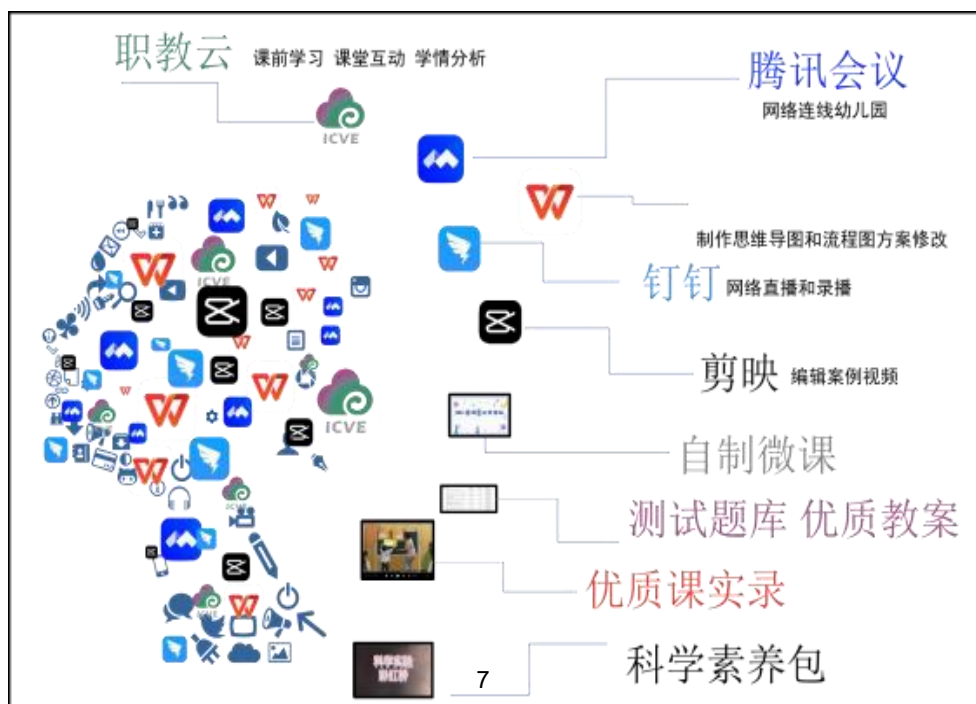 职教云 课前学习 课堂互动 学情分析
ICVE
腾讯会议
网络连线幼儿园
制作思维导图和流程图方案修改
钉钉 网络直播和录播
剪映 编辑案例视频
ICVE
ICVE
自制微课
测试题库 优质教案
优质课实录
科学素养包
7